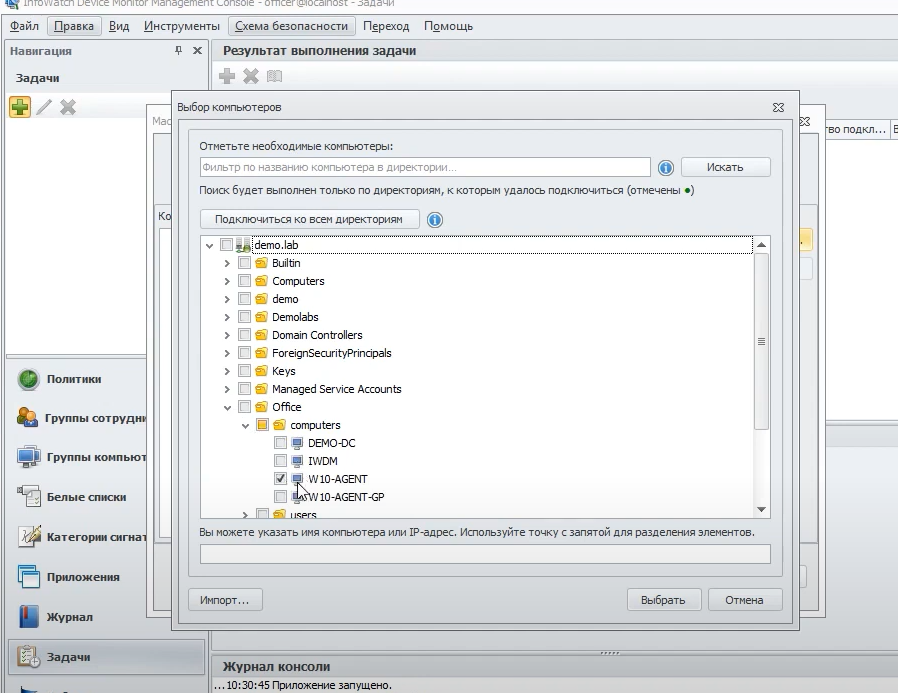 InfoWatch Device Monitor Management Console - officer@localhost - Задачи
Файл Правка Вид Инструменты Схема безопасности Переход Помощь
Навигация
Результат выполнения задачи
Задачи
Выбор компьютеров
Мас
Отметьте необходимые компьютеры:
Фильтр по названию компьютера в директории...
Искать
Поиск будет выполнен только по директориям, к которым удалось подключиться (отмечены ●)
Подключиться ко всем директориям
во подкл...
Ко
demo.lab
Builtin
Computers
demo
Demolabs
Domain Controllers
ForeignSecurityPrincipals
Keys
Managed Service Accounts
Office
computers
DEMO-DC
IWDM
W10-AGENT
W10-AGENT-GP
users
Вы можете указать имя компьютера или IP-адрес. Используйте точку с запятой для разделения элементов.
Импорт...
Выбрать
Отмена
Политики
Группы сотрудни
Группы компьют
Белые списки
Категории сигнат
Приложения
Журнал
Задачи
Журнал консоли
...10:30:45 Приложение запущено.